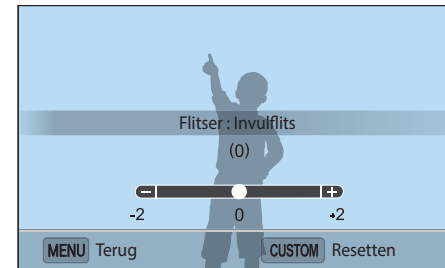 Flitser : Invulflits
(0)
- +
-2 0 +2
MENU Terug CUSTOM Resetten